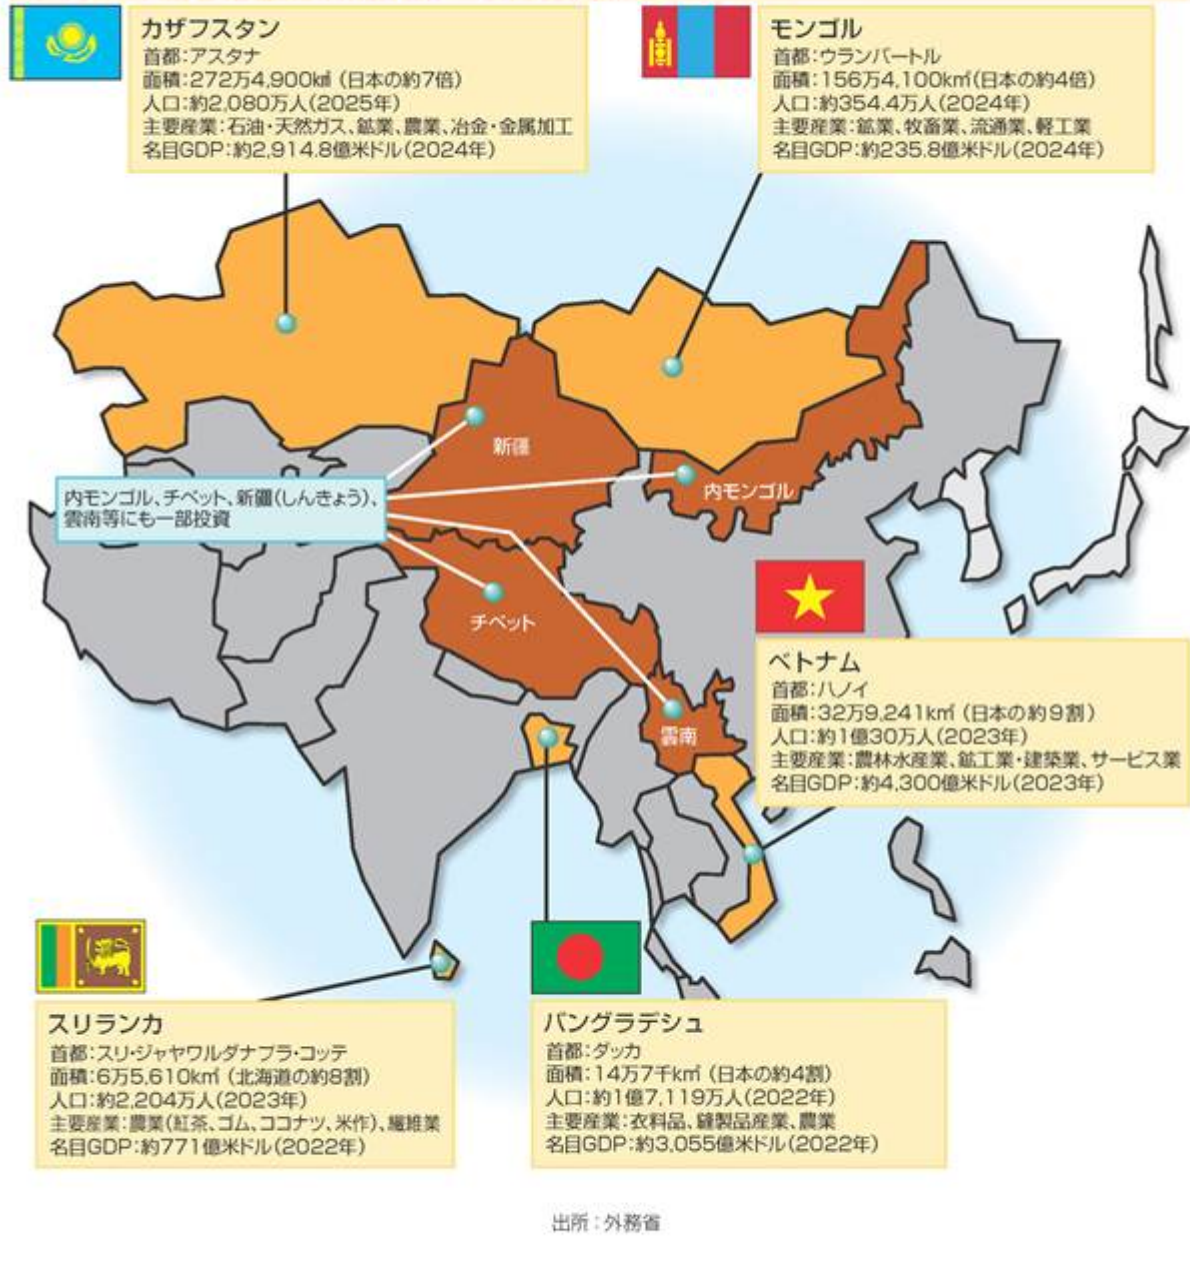 カザフスタン
首都：アスタナ
面積：272万4,900㎢（日本の約7倍）
人口：約2,080万人（2025年）
主要産業：石油・天然ガス、鉱業、農業、冶金・金属加工
名目GDP：約2,914.8億米ドル（2024年）
モンゴル
首都：ウランバートル
面積：156万4,100k㎡（日本の約4倍）
人口：約354.4万人（2024年）
主要産業：鉱業、牧畜業、流通業、軽工業
名目GDP：約235.8億米ドル（2024年）
新疆
内モンゴル
内モンゴル、チベット、新疆（しんきょう）、
雲南等にも一部投資
チベット
雲南
ベトナム
首都：ハノイ
面積：32万9,241k㎡（日本の約9割）
人口：約1億30万人（2023年）
主要産業：農林水産業、鉱工業・建築業、サービス業
名目GDP：約4,300億米ドル（2023年）
スリランカ
首都：スリ・ジャヤワルダナプラ・コッテ
面積：6万5,610k㎡（北海道の約8割）
人口：約2,204万人（2023年）
主要産業：農業（紅茶、ゴム、ココナツ、米作）、繊維業
名目GDP：約771億米ドル（2022年）
バングラデシュ
首都：ダッカ
面積：14万7千k㎡（日本の約4割）
人口：約1億7,119万人（2022年）
主要産業：衣料品、縫製品産業、農業
名目GDP：約3,055億米ドル（2022年）
出所：外務省